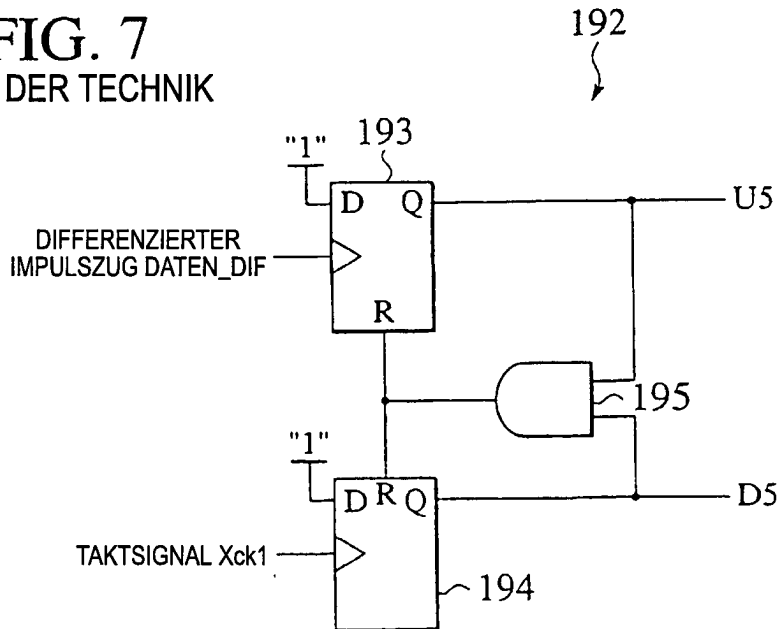 FIG. 7
DER TECHNIK
192
"1"
193
D Q
U5
DIFFERENZIERTER
IMPULSZUG DATEN_DIF
R
195
"1"
D R Q
D5
TAKTSIGNAL Xck1
194